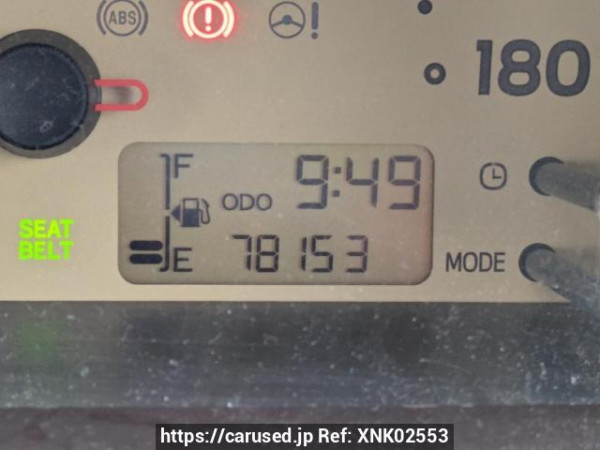 ABS
180
F
9:49
ODO
SEAT
BELT
E
78153
MODE
https://carused.jp Ref: XNK02553